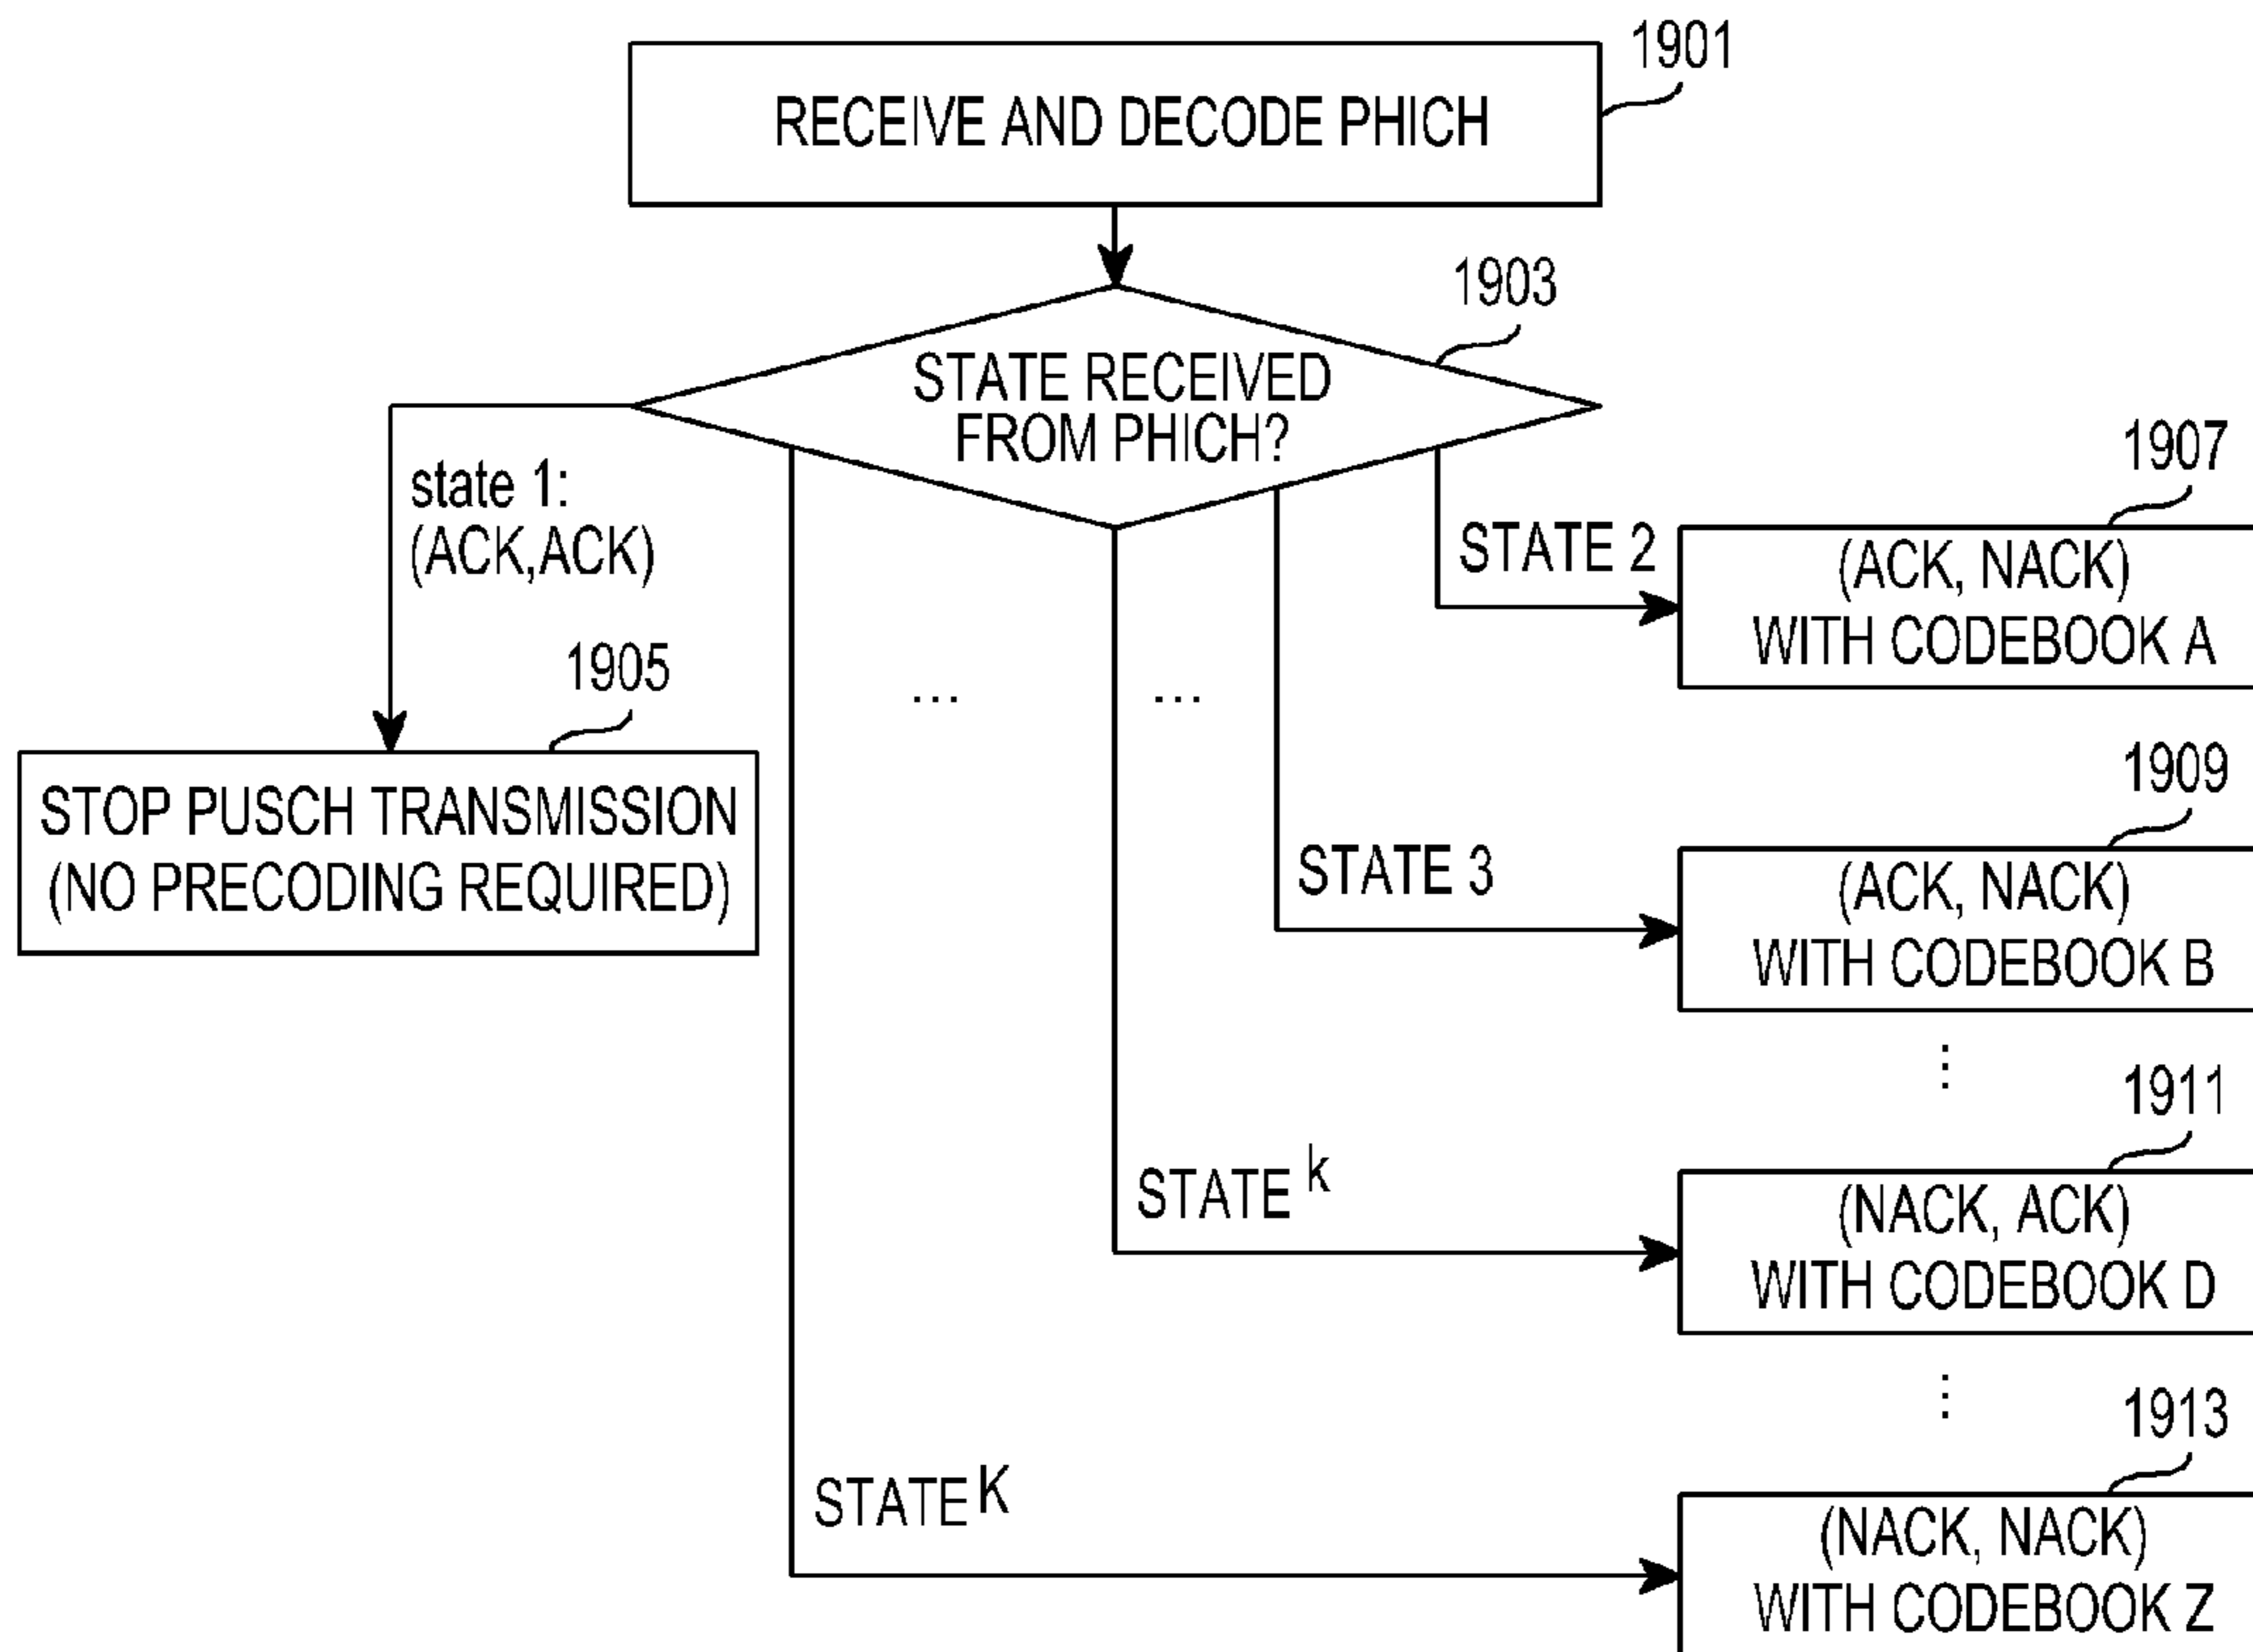 1901
RECEIVE AND DECODE PHICH
1903
STATE RECEIVED
FROM PHICH?
state 1:
(ACK,ACK)
1905
STOP PUSCH TRANSMISSION
(NO PRECODING REQUIRED)
...
...
STATE 2
1907
(ACK, NACK)
WITH CODEBOOK A
STATE 3
1909
(ACK, NACK)
WITH CODEBOOK B
⋮
STATE k
1911
(NACK, ACK)
WITH CODEBOOK D
⋮
STATE K
1913
(NACK, NACK)
WITH CODEBOOK Z